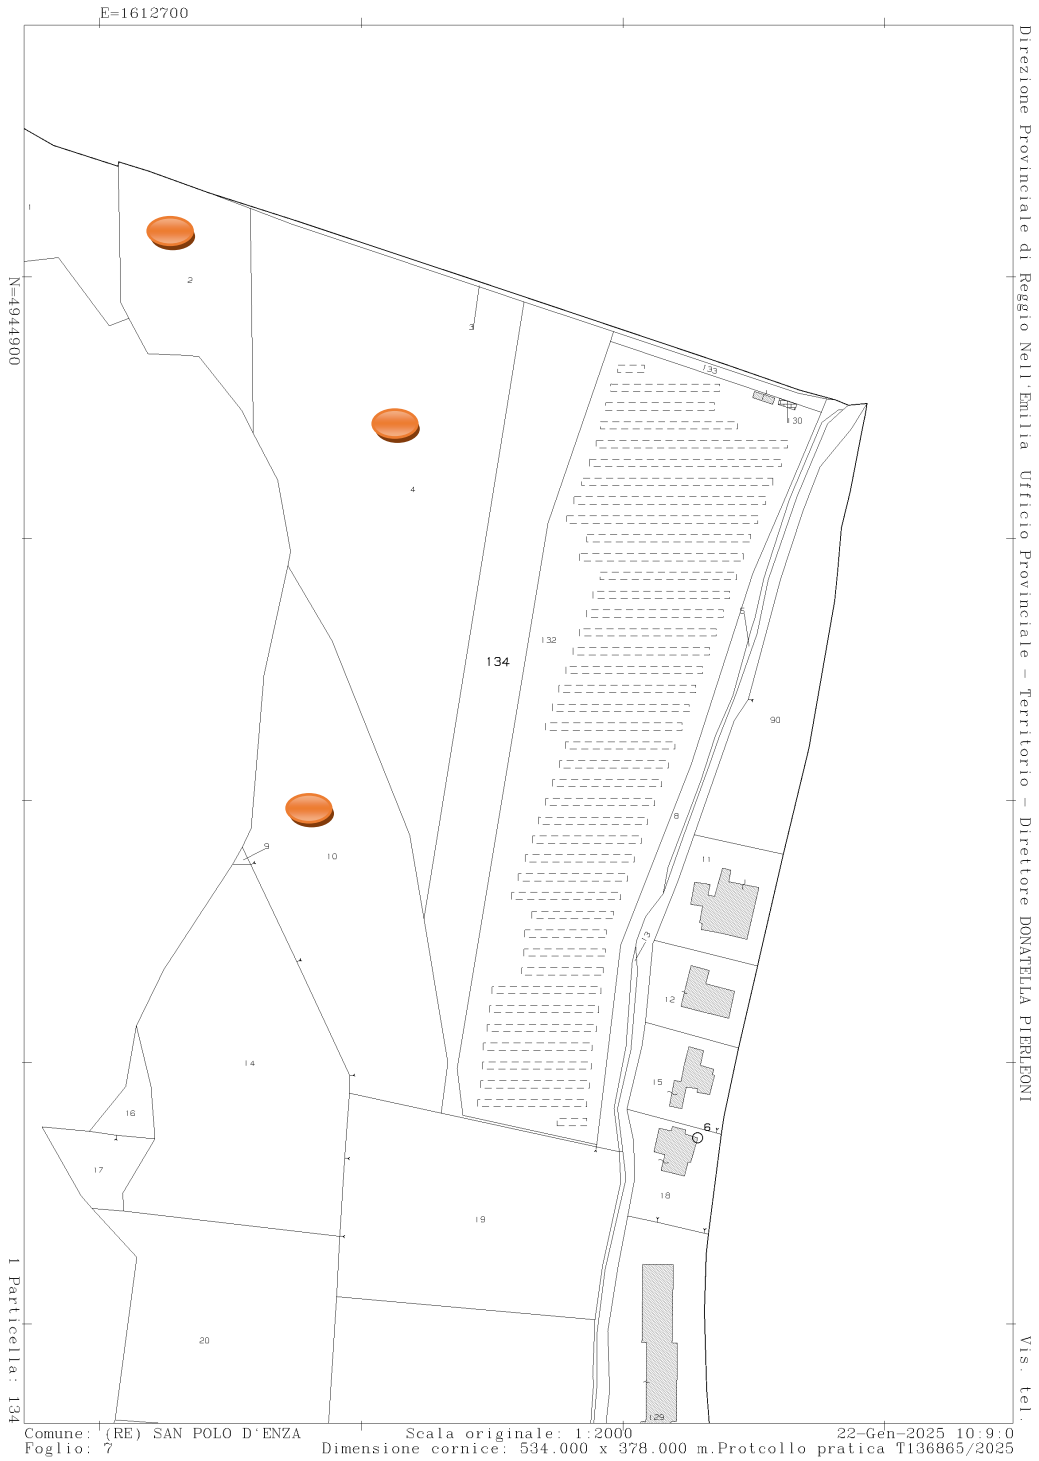 E=1612700
Direzione Provinciale di Reggio Nell'Emilia Ufficio Provinciale - Territorio - Direttore DONATELLA PIERLEONI
Vis. tel.
N=4944900
1 Particella: 134
1
2
3
133
130
4
5
132
134
90
8
9
10
11
13
12
14
15
16
6
17
18
19
20
129
Comune: (RE) SAN POLO D'ENZA
Scala originale: 1:2000
22-Gen-2025 10:9:0
Foglio: 7
Dimensione cornice: 534.000 x 378.000 m.
Protcollo pratica T136865/2025